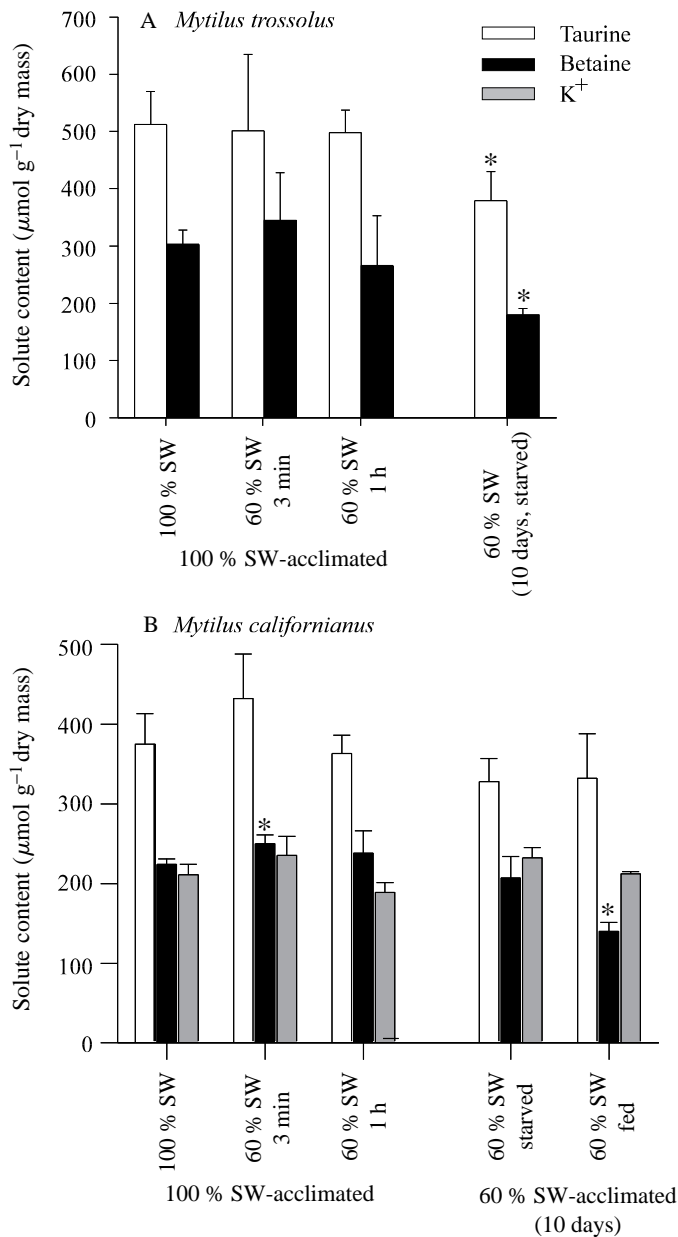 A Mytilus trossolus
Taurine
Betaine
K⁺
Solute content (μmol g⁻¹ dry mass)
700
600
500
400
300
200
100
0
*
*
100 % SW
60 % SW
3 min
60 % SW
1 h
60 % SW
(10 days, starved)
100 % SW-acclimated
B Mytilus californianus
Solute content (μmol g⁻¹ dry mass)
500
400
300
200
100
0
*
*
100 % SW
60 % SW
3 min
60 % SW
1 h
60 % SW
starved
60 % SW
fed
100 % SW-acclimated
60 % SW-acclimated
(10 days)